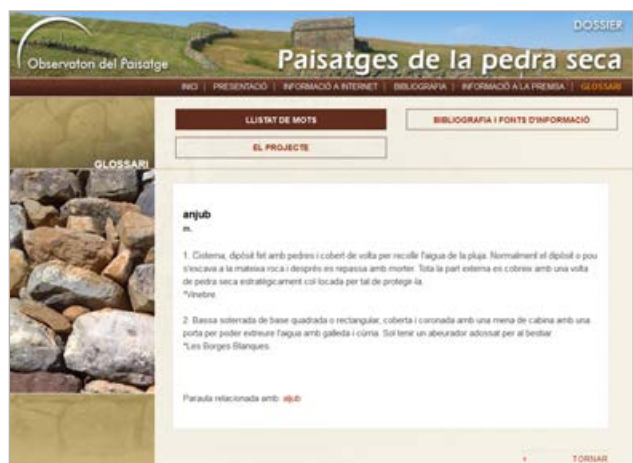 DOSSIER
Observatori del Paisatge
Paisatges de la pedra seca
INICI | PRESENTACIÓ | INFORMACIÓ A INTERNET | BIBLIOGRAFIA | INFORMACIÓ A LA PREMSA | GLOSSARI
LLISTAT DE MOTS
BIBLIOGRAFIA I FONTS D'INFORMACIÓ
EL PROJECTE
GLOSSARI
anjub
m.
1. Cisterna, dipòsit fet amb pedres i cobert de volta per recollir l'aigua de la pluja. Normalment el dipòsit o pou
s'excava a la mateixa roca i després es repassa amb morter. Tota la part externa es cobreix amb una volta
de pedra seca estratègicament col·locada per tal de protegir-la.
*Vinebre.
2. Bassa soterrada de base quadrada o rectangular, coberta i coronada amb una mena de cabina amb una
porta per poder extreure l'aigua amb galleda i cúrria. Sol tenir un abeurador adossat per al bestiar.
*Les Borges Blanques.
Paraula relacionada amb: aljub
TORNAR